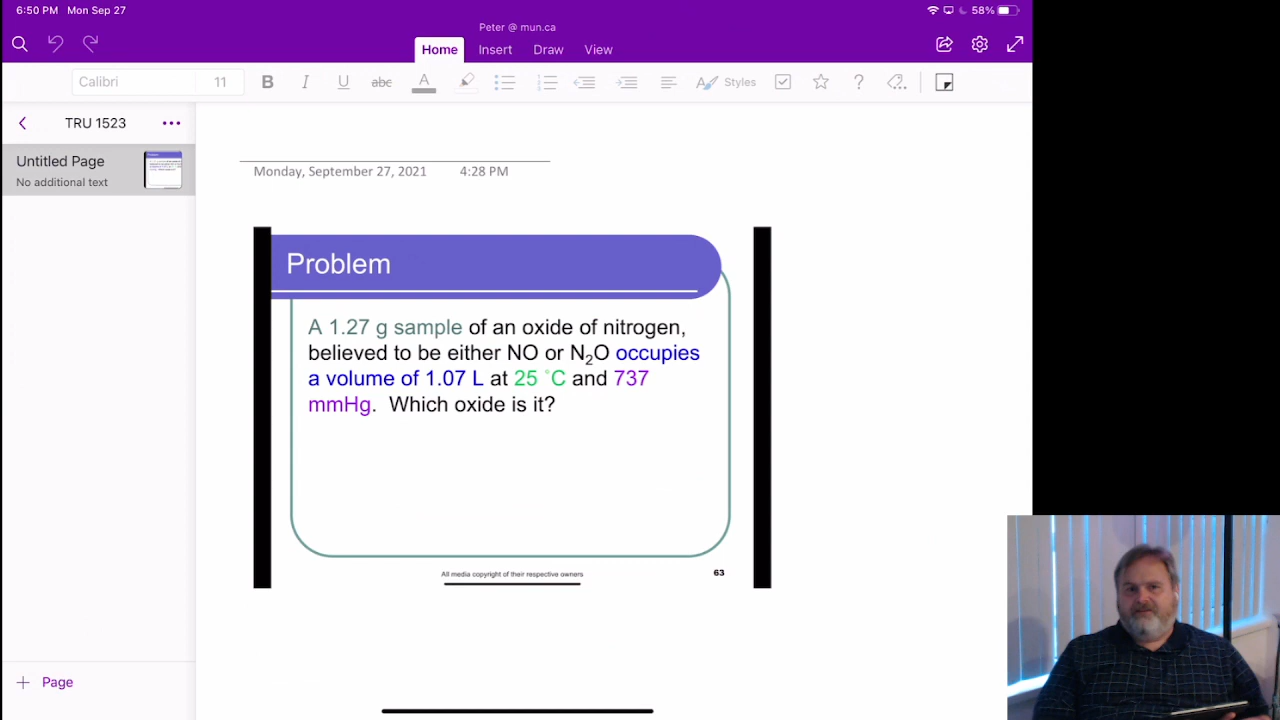 6:50 PM Mon Sep 27
58%
Peter @ mun.ca
Home Insert Draw View
Calibri 11 B I U abc A Styles ?
TRU 1523
Untitled Page
No additional text
Monday, September 27, 2021 4:28 PM
Problem
A 1.27 g sample of an oxide of nitrogen,
believed to be either NO or N₂O occupies
a volume of 1.07 L at 25 ˚C and 737
mmHg. Which oxide is it?
All media copyright of their respective owners
63
Page